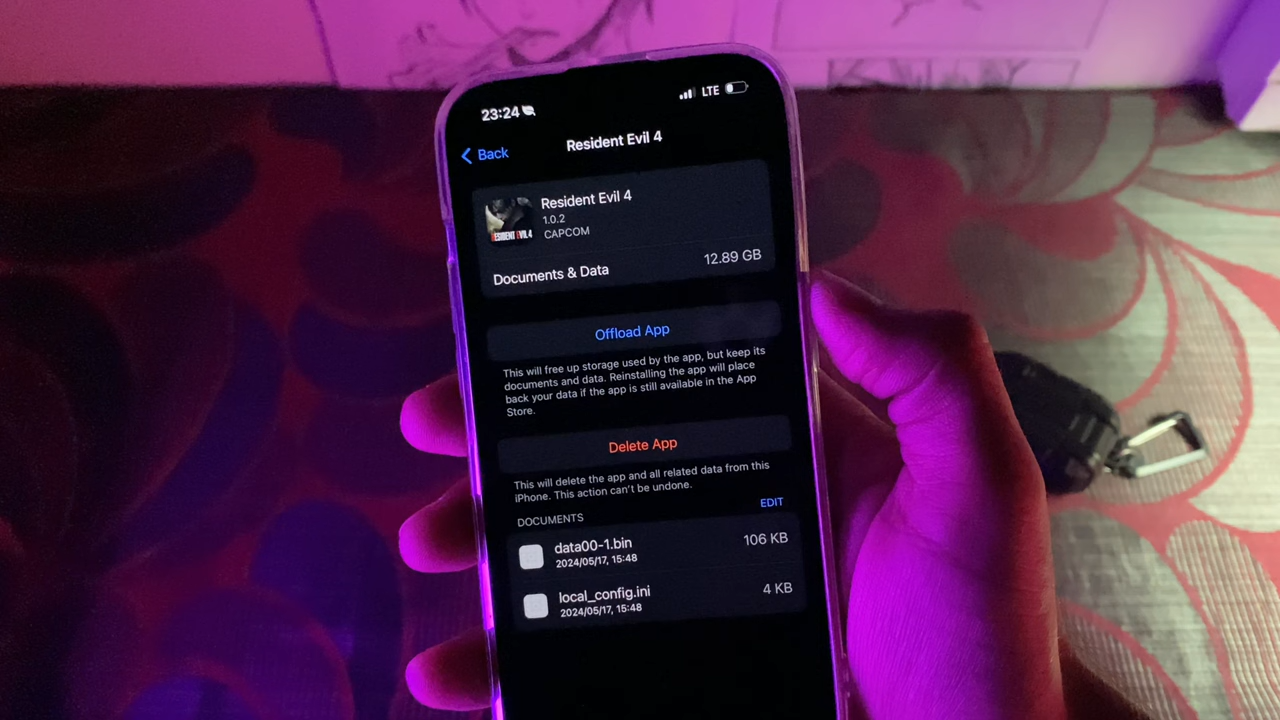 23:24
LTE
Back
Resident Evil 4
Resident Evil 4
1.0.2
CAPCOM
Documents & Data
12.89 GB
Offload App
This will free up storage used by the app, but keep its
documents and data. Reinstalling the app will place
back your data if the app is still available in the App
Store.
Delete App
This will delete the app and all related data from this
iPhone. This action can't be undone.
EDIT
DOCUMENTS
data00-1.bin
106 KB
2024/05/17, 15:48
local_config.ini
4 KB
2024/05/17, 15:48